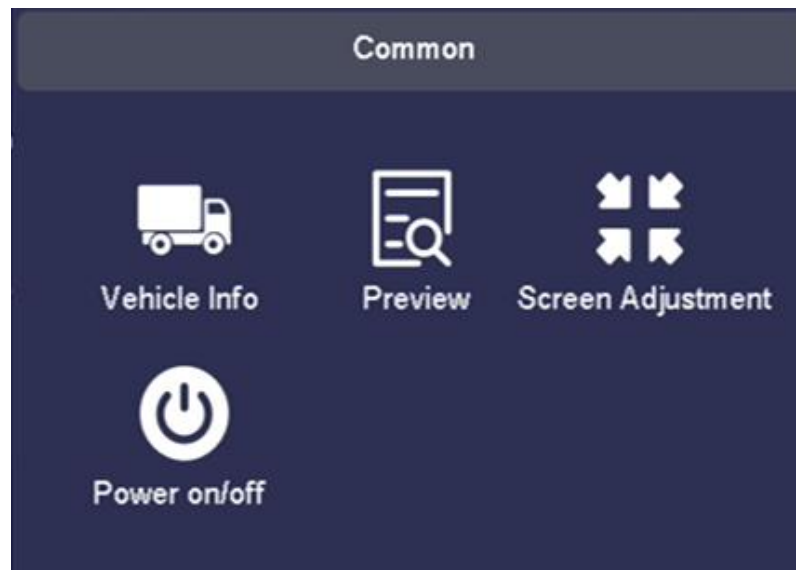 Common
Vehicle Info
Preview
Screen Adjustment
Power on/off